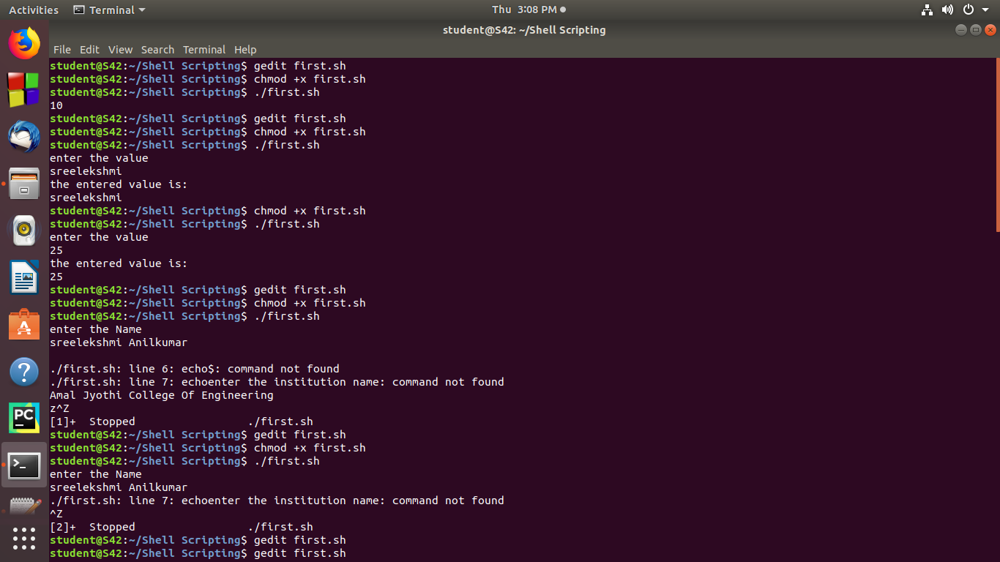 Activities Terminal Thu 3:08 PM
student@S42: ~/Shell Scripting
File Edit View Search Terminal Help
student@S42:~/Shell Scripting$ gedit first.sh
student@S42:~/Shell Scripting$ chmod +x first.sh
student@S42:~/Shell Scripting$ ./first.sh
10
student@S42:~/Shell Scripting$ gedit first.sh
student@S42:~/Shell Scripting$ chmod +x first.sh
student@S42:~/Shell Scripting$ ./first.sh
enter the value
sreelekshmi
the entered value is:
sreelekshmi
student@S42:~/Shell Scripting$ chmod +x first.sh
student@S42:~/Shell Scripting$ ./first.sh
enter the value
25
the entered value is:
25
student@S42:~/Shell Scripting$ gedit first.sh
student@S42:~/Shell Scripting$ chmod +x first.sh
student@S42:~/Shell Scripting$ ./first.sh
enter the Name
sreelekshmi Anilkumar
./first.sh: line 6: echo$: command not found
./first.sh: line 7: echoenter the institution name: command not found
Amal Jyothi College Of Engineering
z^Z
[1]+  Stopped                 ./first.sh
student@S42:~/Shell Scripting$ gedit first.sh
student@S42:~/Shell Scripting$ chmod +x first.sh
student@S42:~/Shell Scripting$ ./first.sh
enter the Name
sreelekshmi Anilkumar
./first.sh: line 7: echoenter the institution name: command not found
^Z
[2]+  Stopped                 ./first.sh
student@S42:~/Shell Scripting$ gedit first.sh
student@S42:~/Shell Scripting$ gedit first.sh
PC